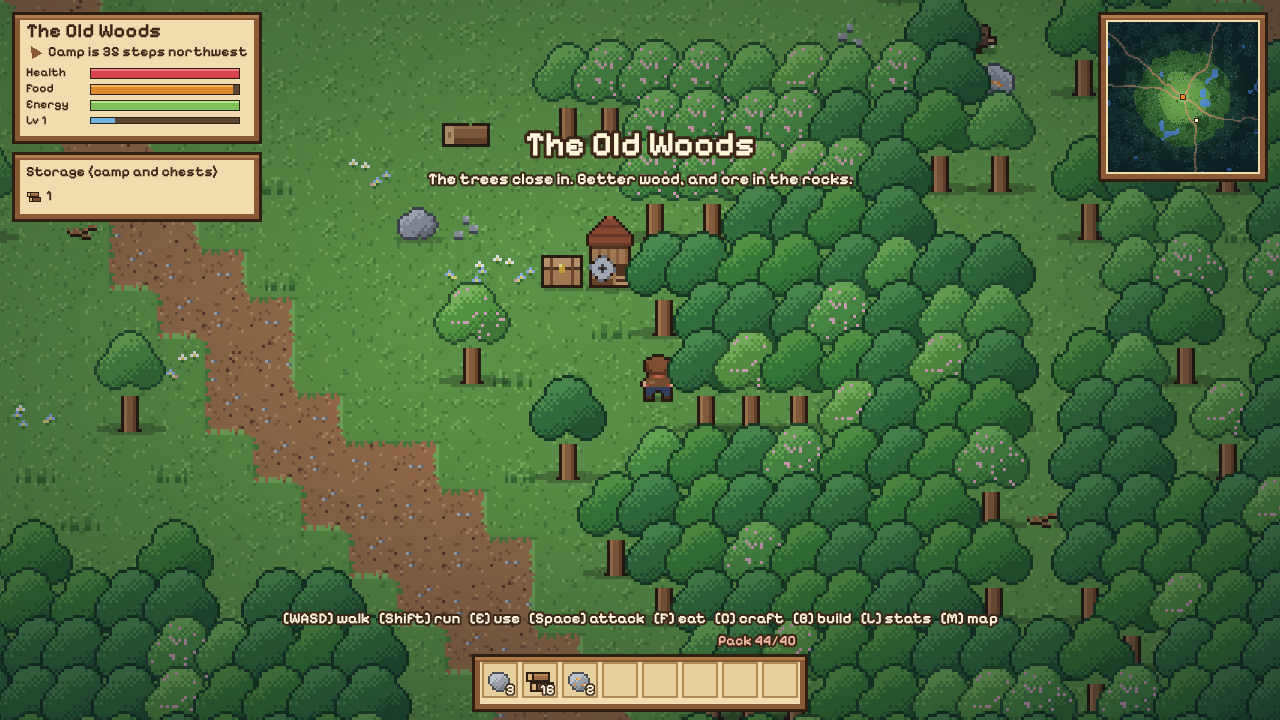 The Old Woods
Camp is 38 steps northwest
Health
Food
Energy
Lv 1
Storage (camp and chests)
1
The Old Woods
The trees close in. Better wood, and ore in the rocks.
(WASD) walk (Shift) run (E) use (Space) attack (F) eat (O) craft (B) build (L) stats (M) map
Pack 44/40
3
16
2